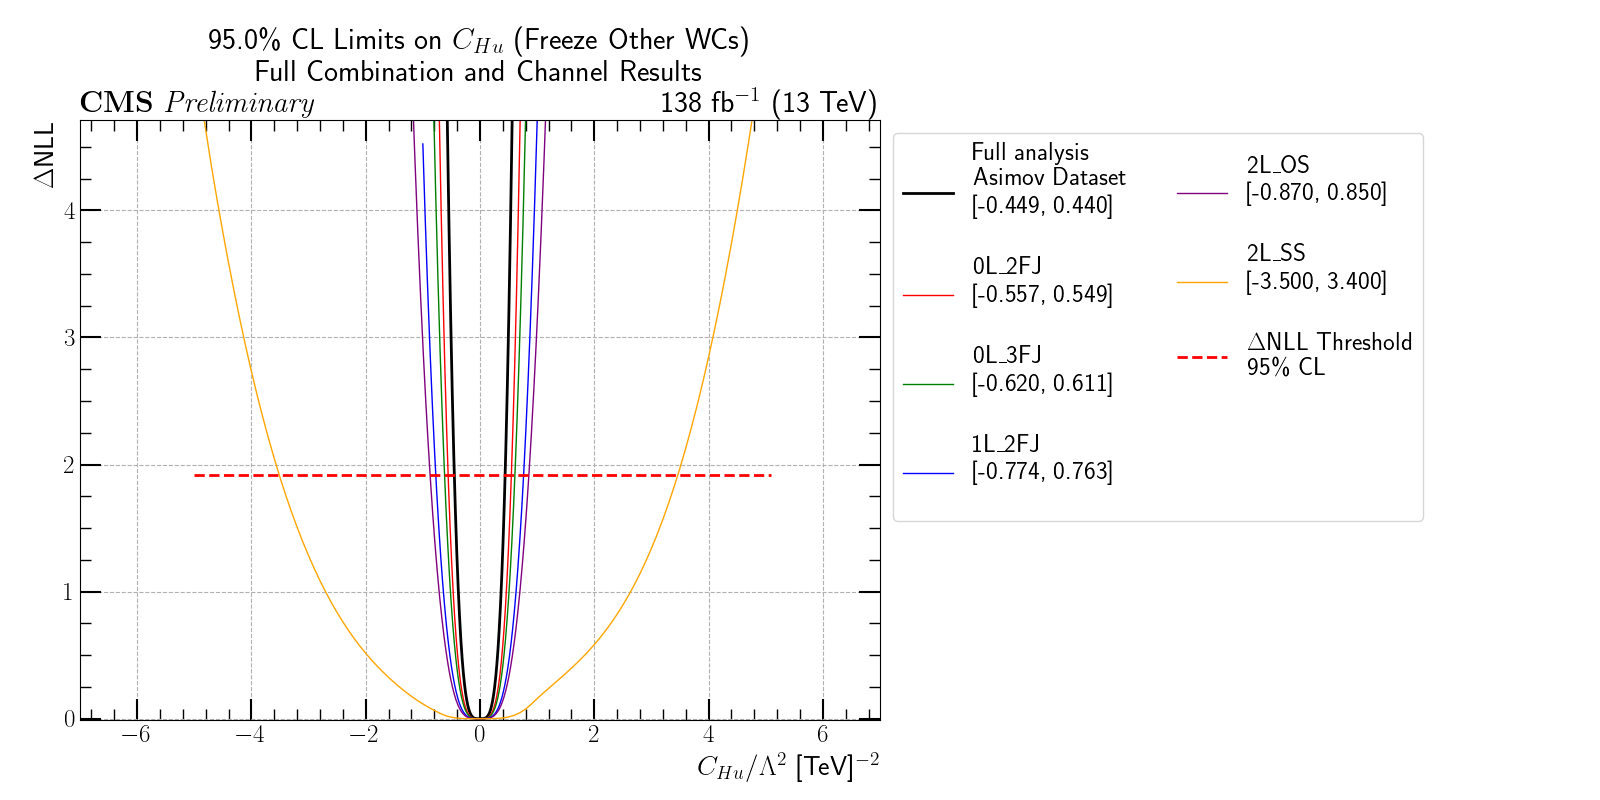 95.0% CL Limits on C_{Hu} (Freeze Other WCs)
Full Combination and Channel Results
CMS Preliminary
138 fb^{−1} (13 TeV)
ΔNLL
4
3
2
1
0
−6
−4
−2
0
2
4
6
C_{Hu}/Λ^{2} [TeV]^{−2}
Full analysis
Asimov Dataset
[-0.449, 0.440]
0L_2FJ
[-0.557, 0.549]
0L_3FJ
[-0.620, 0.611]
1L_2FJ
[-0.774, 0.763]
2L_OS
[-0.870, 0.850]
2L_SS
[-3.500, 3.400]
ΔNLL Threshold
95% CL